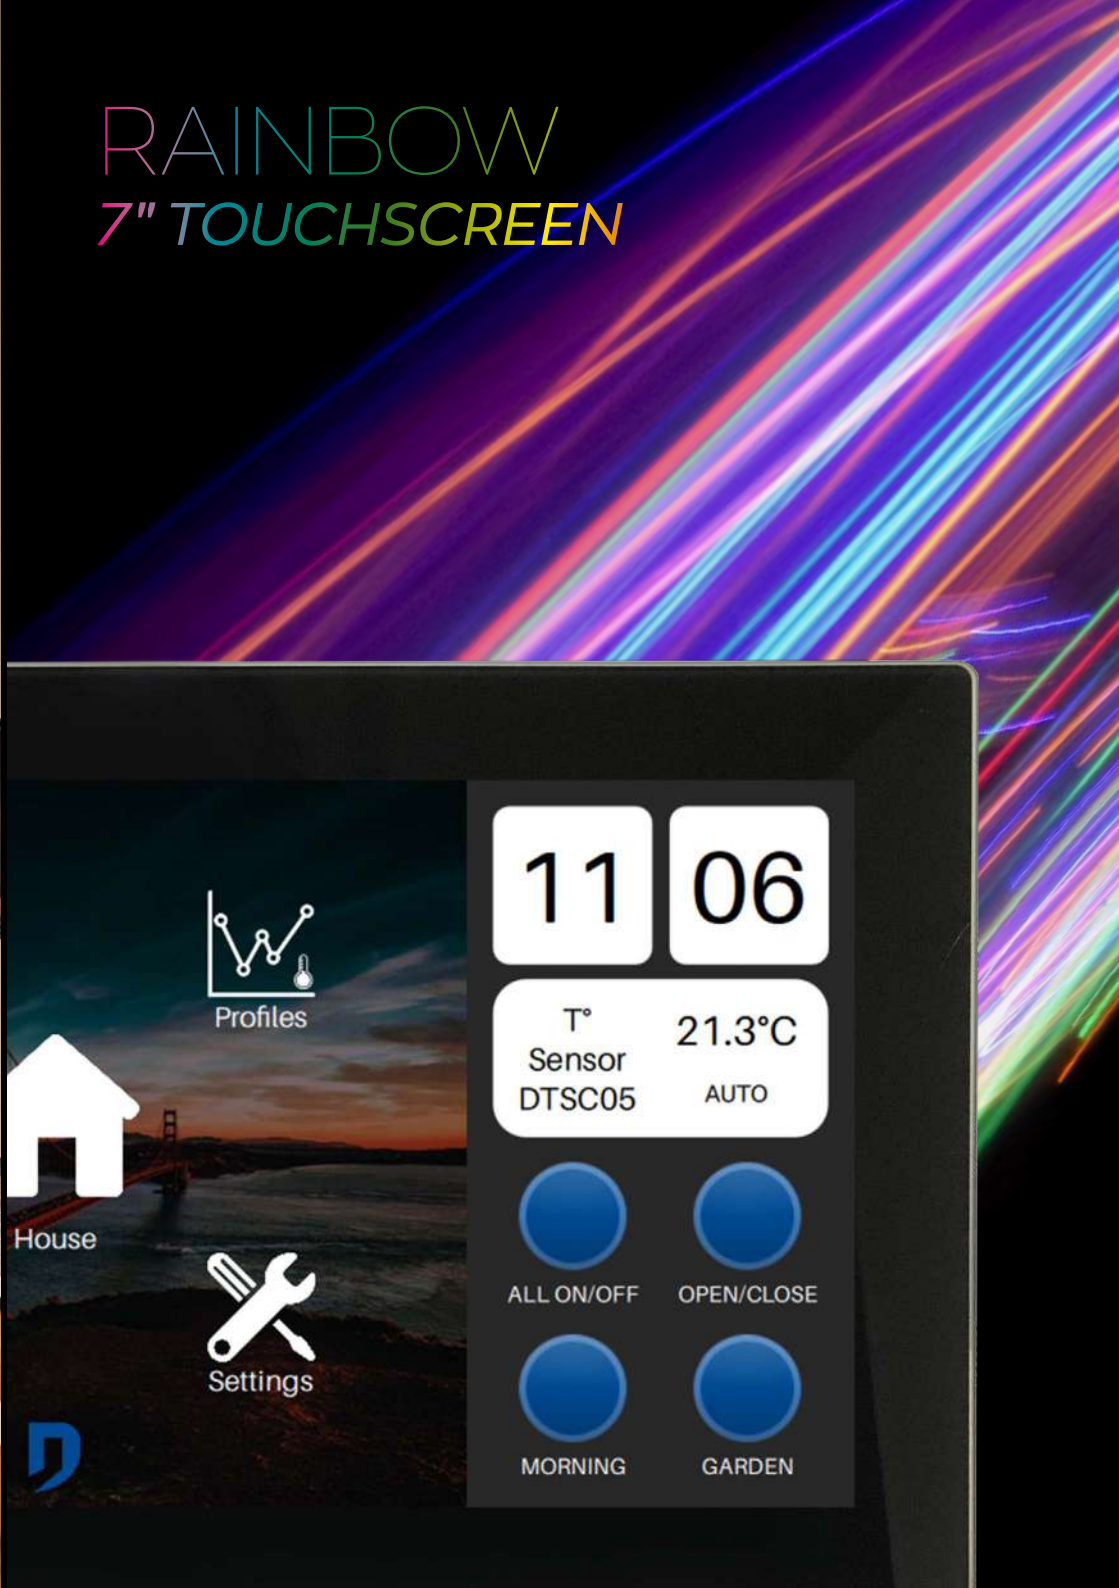 RAINBOW
7" TOUCHSCREEN
11 06
Profiles
T°
Sensor
DTSC05
21.3°C
AUTO
House
ALL ON/OFF OPEN/CLOSE
Settings
MORNING GARDEN